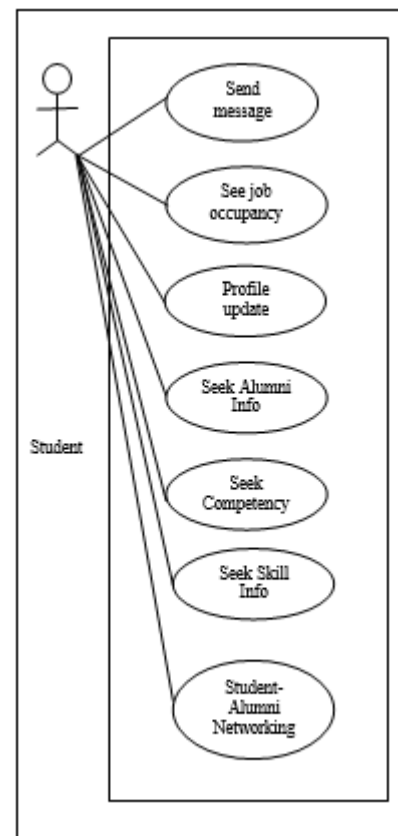 Send
message
See job
occupancy
Profile
update
Seek Alumni
Info
Student
Seek
Competency
Seek Skill
Info
Student-
Alumni
Networking